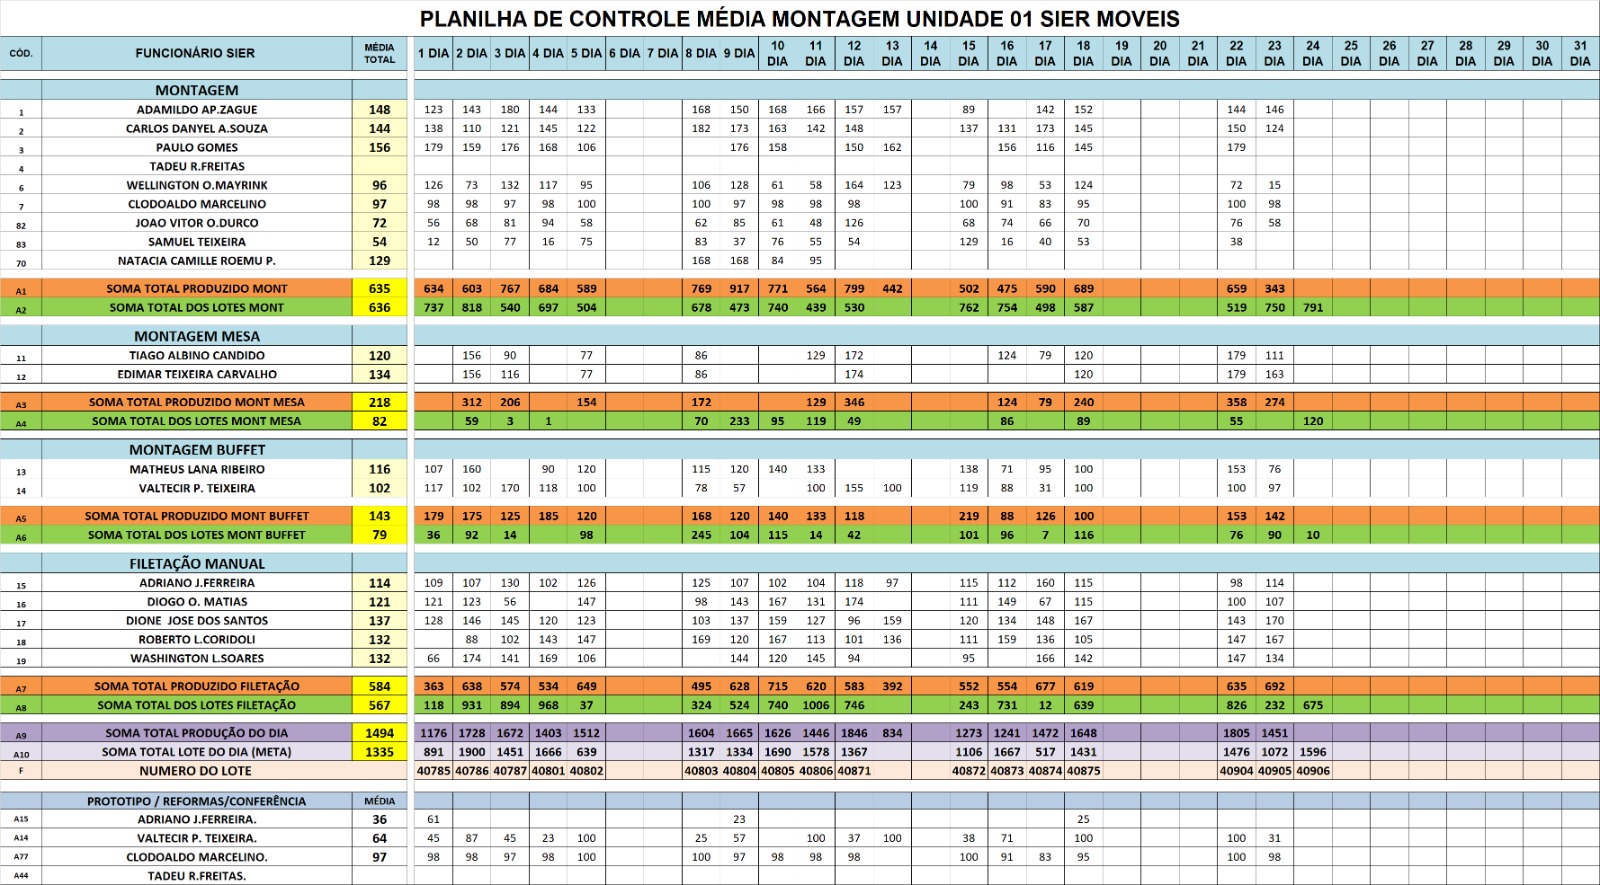 PLANILHA DE CONTROLE MÉDIA MONTAGEM UNIDADE 01 SIER MOVEIS
CÓD. FUNCIONÁRIO SIER MÉDIA TOTAL 1 DIA 2 DIA 3 DIA 4 DIA 5 DIA 6 DIA 7 DIA 8 DIA 9 DIA 10 DIA 11 DIA 12 DIA 13 DIA 14 DIA 15 DIA 16 DIA 17 DIA 18 DIA 19 DIA 20 DIA 21 DIA 22 DIA 23 DIA 24 DIA 25 DIA 26 DIA 27 DIA 28 DIA 29 DIA 30 DIA 31 DIA
MONTAGEM
1 ADAMILDO AP.ZAGUE 148 123 143 180 144 133 168 150 168 166 157 157 89 142 152 144 146
2 CARLOS DANYEL A.SOUZA 144 138 110 121 145 122 182 173 163 142 148 137 131 173 145 150 124
3 PAULO GOMES 156 179 159 176 168 106 176 158 150 162 156 116 145 179
4 TADEU R.FREITAS
6 WELLINGTON O.MAYRINK 96 126 73 132 117 95 106 128 61 58 164 123 79 98 53 124 72 15
7 CLODOALDO MARCELINO 97 98 98 97 98 100 100 97 98 98 98 100 91 83 95 100 98
82 JOAO VITOR O.DURCO 72 56 68 81 94 58 62 85 61 48 126 68 74 66 70 76 58
83 SAMUEL TEIXEIRA 54 12 50 77 16 75 83 37 76 55 54 129 16 40 53 38
70 NATACIA CAMILLE ROEMU P. 129 168 168 84 95
A1 SOMA TOTAL PRODUZIDO MONT 635 634 603 767 684 589 769 917 771 564 799 442 502 475 590 689 659 343
A2 SOMA TOTAL DOS LOTES MONT 636 737 818 540 697 504 678 473 740 439 530 762 754 498 587 519 750 791
MONTAGEM MESA
11 TIAGO ALBINO CANDIDO 120 156 90 77 86 129 172 124 79 120 179 111
12 EDIMAR TEIXEIRA CARVALHO 134 156 116 77 86 174 120 179 163
A3 SOMA TOTAL PRODUZIDO MONT MESA 218 312 206 154 172 129 346 124 79 240 358 274
A4 SOMA TOTAL DOS LOTES MONT MESA 82 59 3 1 70 233 95 119 49 86 89 55 120
MONTAGEM BUFFET
13 MATHEUS LANA RIBEIRO 116 107 160 90 120 115 120 140 133 138 71 95 100 153 76
14 VALTECIR P. TEIXEIRA 102 117 102 170 118 100 78 57 100 155 100 119 88 31 100 100 97
A5 SOMA TOTAL PRODUZIDO MONT BUFFET 143 179 175 125 185 120 168 120 140 133 118 219 88 126 100 153 142
A6 SOMA TOTAL DOS LOTES MONT BUFFET 79 36 92 14 98 245 104 115 14 42 101 96 7 116 76 90 10
FILETAÇÃO MANUAL
15 ADRIANO J.FERREIRA 114 109 107 130 102 126 125 107 102 104 118 97 115 112 160 115 98 114
16 DIOGO O. MATIAS 121 121 123 56 147 98 143 167 131 174 111 149 67 115 100 107
17 DIONE JOSE DOS SANTOS 137 128 146 145 120 123 103 137 159 127 96 159 120 134 148 167 143 170
18 ROBERTO L.CORIDOLI 132 88 102 143 147 169 120 167 113 101 136 111 159 136 105 147 167
19 WASHINGTON L.SOARES 132 66 174 141 169 106 144 120 145 94 95 166 142 147 134
A7 SOMA TOTAL PRODUZIDO FILETAÇÃO 584 363 638 574 534 649 495 628 715 620 583 392 552 554 677 619 635 692
A8 SOMA TOTAL DOS LOTES FILETAÇÃO 567 118 931 894 968 37 324 524 740 1006 746 243 731 12 639 826 232 675
A9 SOMA TOTAL PRODUÇÃO DO DIA 1494 1176 1728 1672 1403 1512 1604 1665 1626 1446 1846 834 1273 1241 1472 1648 1805 1451
A10 SOMA TOTAL LOTE DO DIA (META) 1335 891 1900 1451 1666 639 1317 1334 1690 1578 1367 1106 1667 517 1431 1476 1072 1596
F NUMERO DO LOTE 40785 40786 40787 40801 40802 40803 40804 40805 40806 40871 40872 40873 40874 40875 40904 40905 40906
PROTOTIPO / REFORMAS/CONFERÊNCIA MÉDIA
A15 ADRIANO J.FERREIRA. 36 61 23 25
A14 VALTECIR P. TEIXEIRA. 64 45 87 45 23 100 25 57 100 37 100 38 71 100 100 31
A77 CLODOALDO MARCELINO. 97 98 98 97 98 100 100 97 98 98 98 100 91 83 95 100 98
A44 TADEU R.FREITAS.